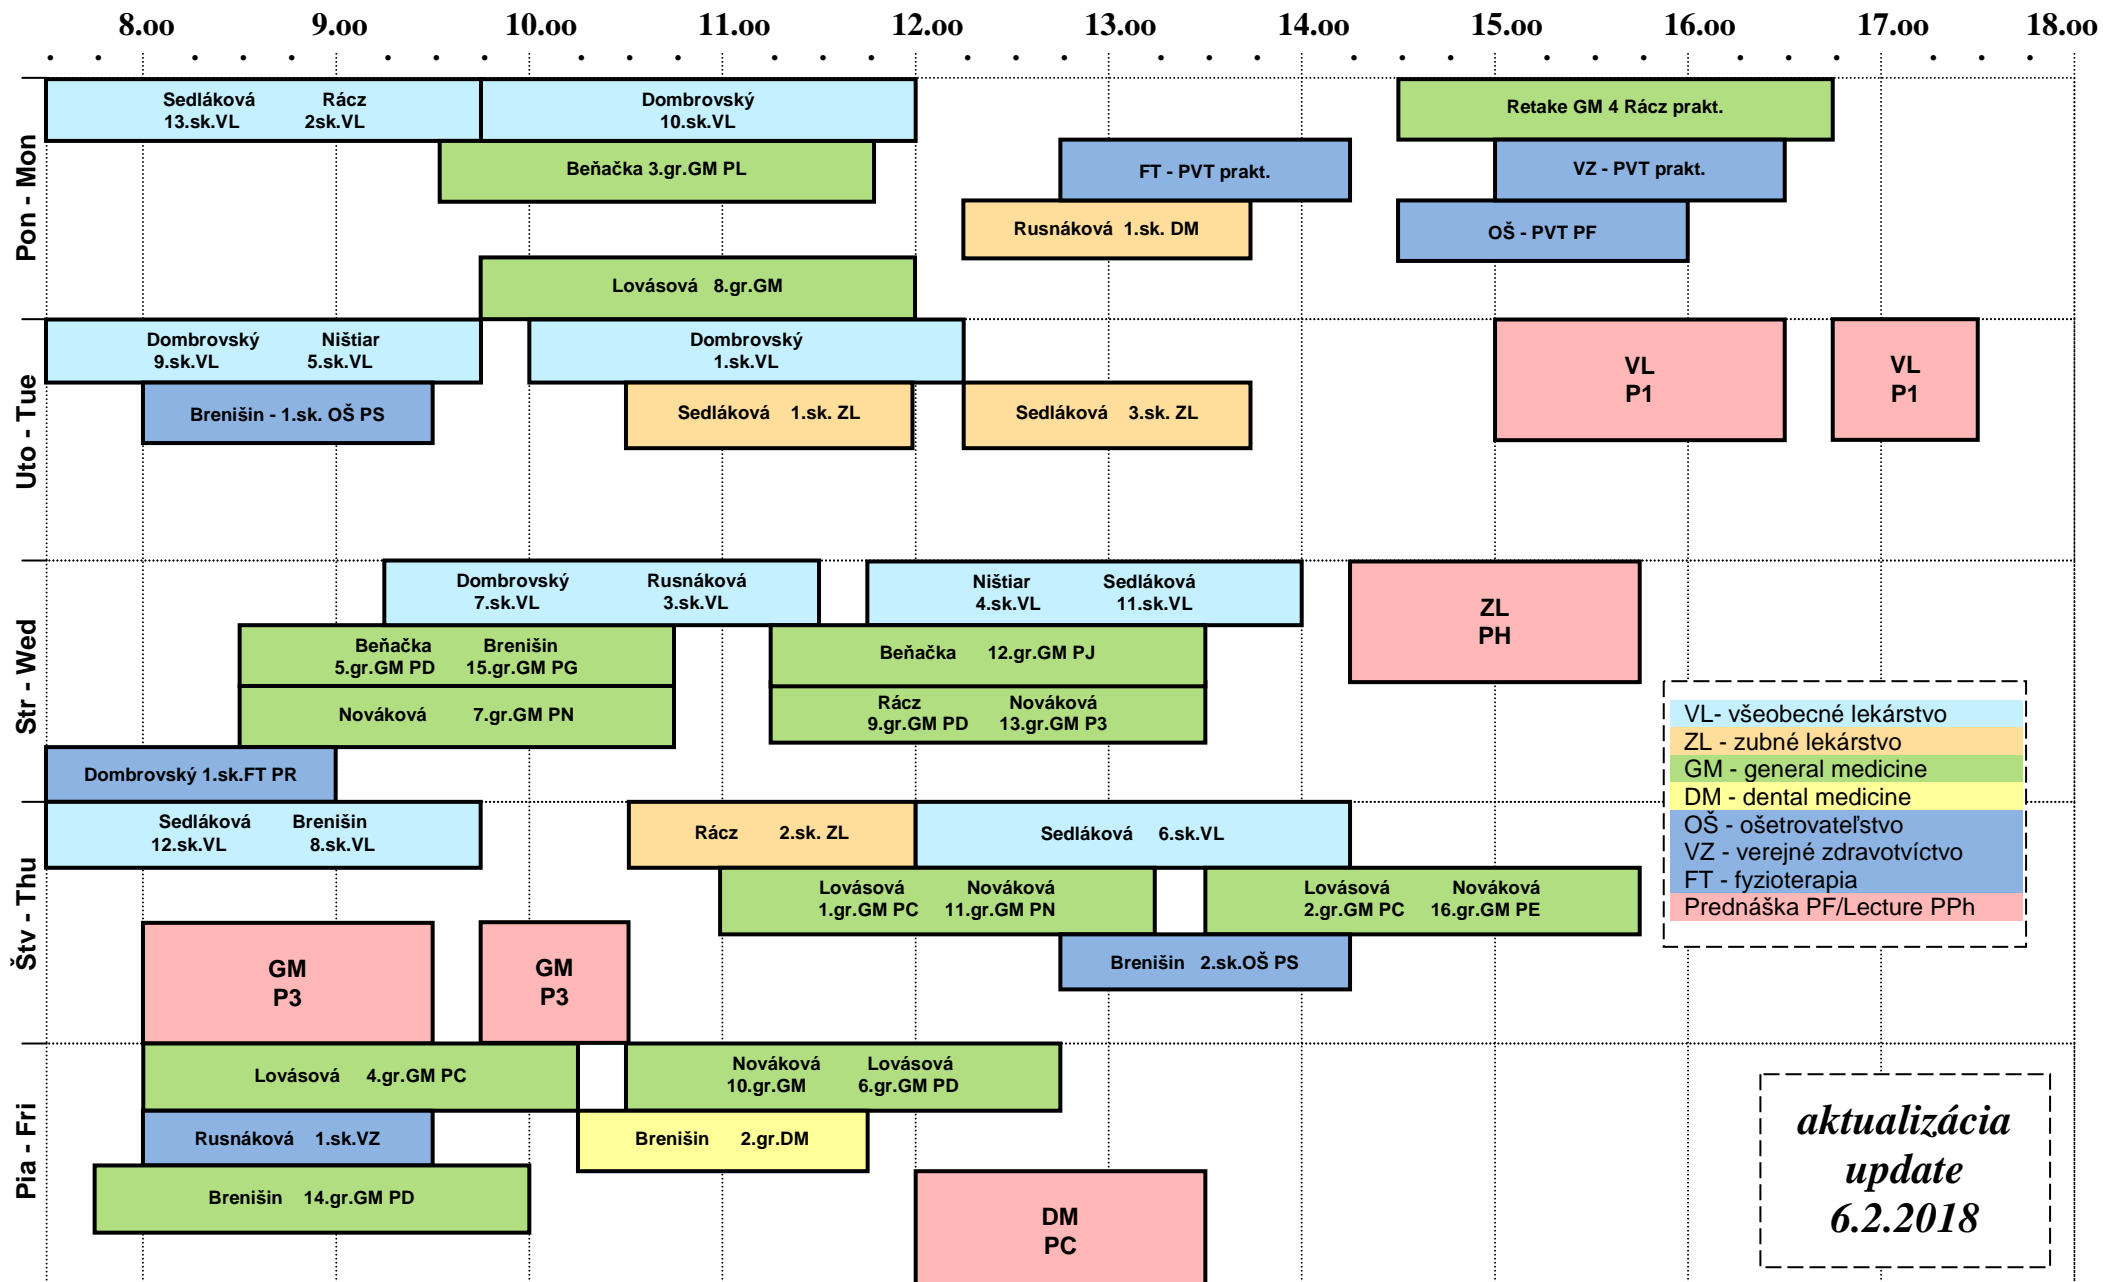 8.00 9.00 10.00 11.00 12.00 13.00 14.00 15.00 16.00 17.00 18.00
Pon - Mon
Sedláková Rácz
13.sk.VL 2sk.VL
Dombrovský
10.sk.VL
Retake GM 4 Rácz prakt.
Beňačka 3.gr.GM PL
FT - PVT prakt.
VZ - PVT prakt.
Rusnáková 1.sk. DM
OŠ - PVT PF
Lovásová 8.gr.GM
Uto - Tue
Dombrovský Ništiar
9.sk.VL 5.sk.VL
Dombrovský
1.sk.VL
VL
P1
VL
P1
Brenišin - 1.sk. OŠ PS
Sedláková 1.sk. ZL
Sedláková 3.sk. ZL
Str - Wed
Dombrovský Rusnáková
7.sk.VL 3.sk.VL
Ništiar Sedláková
4.sk.VL 11.sk.VL
ZL
PH
Beňačka Brenišin
5.gr.GM PD 15.gr.GM PG
Beňačka 12.gr.GM PJ
Nováková 7.gr.GM PN
Rácz Nováková
9.gr.GM PD 13.gr.GM P3
Dombrovský 1.sk.FT PR
VL- všeobecné lekárstvo
ZL - zubné lekárstvo
GM - general medicine
DM - dental medicine
OŠ - ošetrovateľstvo
VZ - verejné zdravotvíctvo
FT - fyzioterapia
Prednáška PF/Lecture PPh
Štv - Thu
Sedláková Brenišin
12.sk.VL 8.sk.VL
Rácz 2.sk. ZL
Sedláková 6.sk.VL
Lovásová Nováková
1.gr.GM PC 11.gr.GM PN
Lovásová Nováková
2.gr.GM PC 16.gr.GM PE
GM
P3
GM
P3
Brenišin 2.sk.OŠ PS
Pia - Fri
Lovásová 4.gr.GM PC
Nováková Lovásová
10.gr.GM 6.gr.GM PD
Rusnáková 1.sk.VZ
Brenišin 2.gr.DM
Brenišin 14.gr.GM PD
DM
PC
aktualizácia
update
6.2.2018